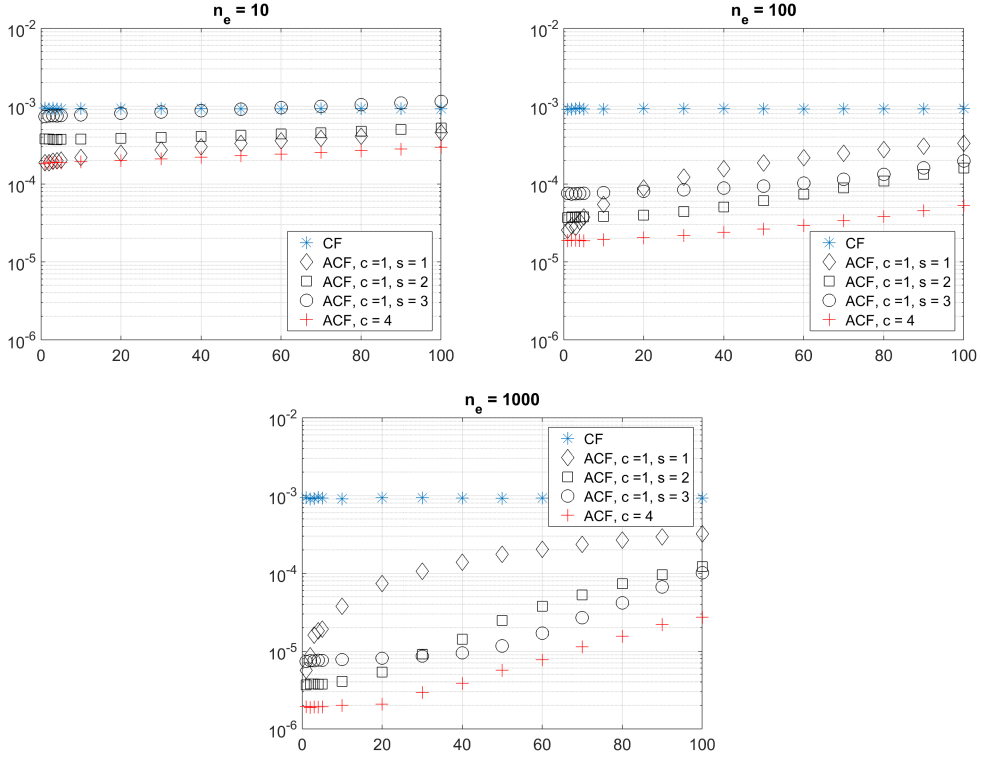 n_e = 10
10^-2
10^-3
10^-4
10^-5
10^-6
0 20 40 60 80 100
CF
ACF, c =1, s = 1
ACF, c =1, s = 2
ACF, c =1, s = 3
ACF, c = 4
n_e = 100
10^-2
10^-3
10^-4
10^-5
10^-6
0 20 40 60 80 100
CF
ACF, c =1, s = 1
ACF, c =1, s = 2
ACF, c =1, s = 3
ACF, c = 4
n_e = 1000
10^-2
10^-3
10^-4
10^-5
10^-6
0 20 40 60 80 100
CF
ACF, c =1, s = 1
ACF, c =1, s = 2
ACF, c =1, s = 3
ACF, c = 4